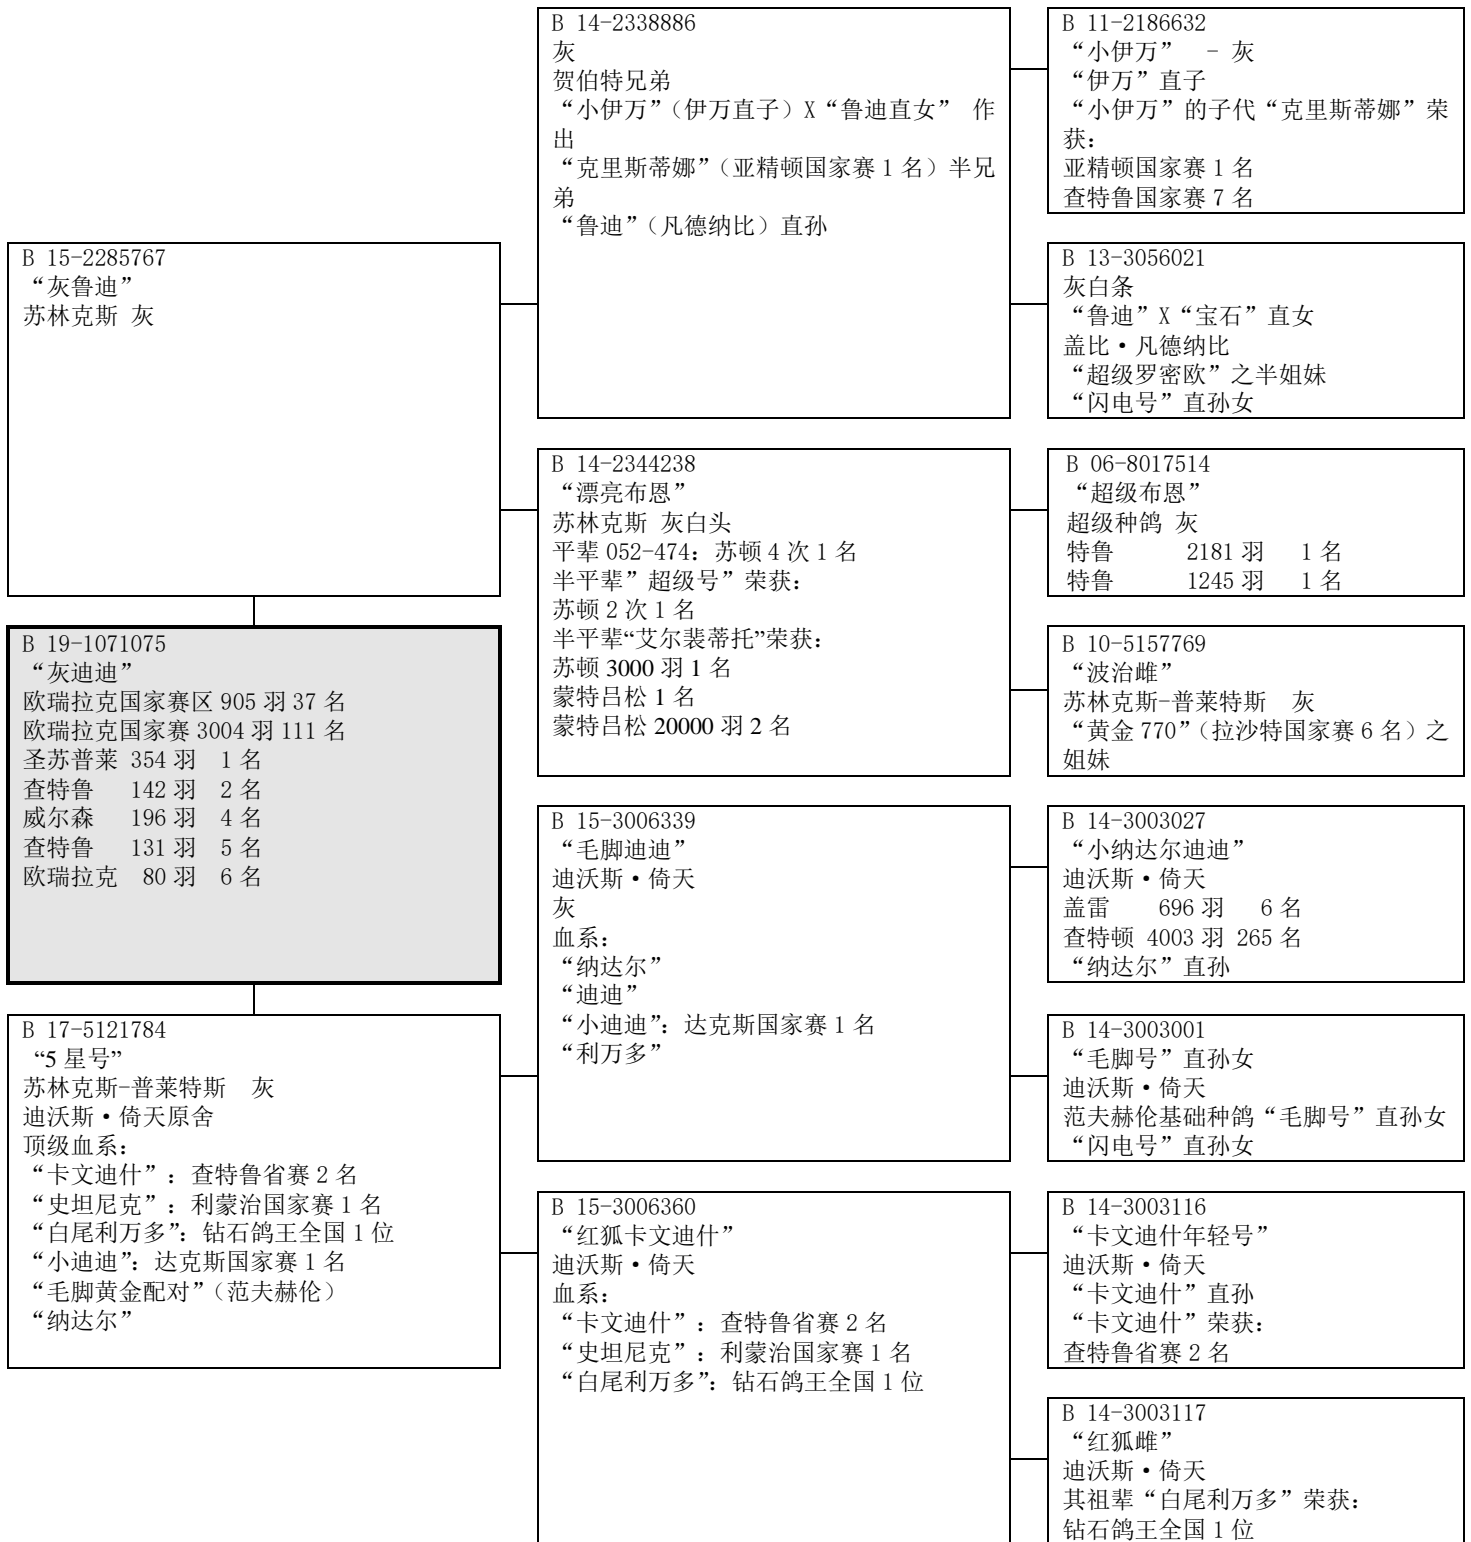 B 15-2285767
“灰鲁迪”
苏林克斯 灰
B 19-1071075
“灰迪迪”
欧瑞拉克国家赛区 905 羽 37 名
欧瑞拉克国家赛 3004 羽 111 名
圣苏普莱 354 羽 1 名
查特鲁 142 羽 2 名
威尔森 196 羽 4 名
查特鲁 131 羽 5 名
欧瑞拉克 80 羽 6 名
B 17-5121784
“5 星号”
苏林克斯-普莱特斯 灰
迪沃斯·倚天原舍
顶级血系：
“卡文迪什”：查特鲁省赛 2 名
“史坦尼克”：利蒙治国家赛 1 名
“白尾利万多”：钻石鸽王全国 1 位
“小迪迪”：达克斯国家赛 1 名
“毛脚黄金配对”（范夫赫伦）
“纳达尔”
B 14-2338886
灰
贺伯特兄弟
“小伊万”（伊万直子）X“鲁迪直女” 作
出
“克里斯蒂娜”（亚精顿国家赛 1 名）半兄
弟
“鲁迪”（凡德纳比）直孙
B 14-2344238
“漂亮布恩”
苏林克斯 灰白头
平辈 052-474：苏顿 4 次 1 名
半平辈”超级号”荣获：
苏顿 2 次 1 名
半平辈“艾尔裴蒂托”荣获：
苏顿 3000 羽 1 名
蒙特吕松 1 名
蒙特吕松 20000 羽 2 名
B 15-3006339
“毛脚迪迪”
迪沃斯·倚天
灰
血系：
“纳达尔”
“迪迪”
“小迪迪”：达克斯国家赛 1 名
“利万多”
B 15-3006360
“红狐卡文迪什”
迪沃斯·倚天
血系：
“卡文迪什”：查特鲁省赛 2 名
“史坦尼克”：利蒙治国家赛 1 名
“白尾利万多”：钻石鸽王全国 1 位
B 11-2186632
“小伊万” - 灰
“伊万”直子
“小伊万”的子代“克里斯蒂娜”荣
获：
亚精顿国家赛 1 名
查特鲁国家赛 7 名
B 13-3056021
灰白条
“鲁迪”X“宝石”直女
盖比·凡德纳比
“超级罗密欧”之半姐妹
“闪电号”直孙女
B 06-8017514
“超级布恩”
超级种鸽 灰
特鲁 2181 羽 1 名
特鲁 1245 羽 1 名
B 10-5157769
“波治雌”
苏林克斯-普莱特斯 灰
“黄金 770”（拉沙特国家赛 6 名）之
姐妹
B 14-3003027
“小纳达尔迪迪”
迪沃斯·倚天
盖雷 696 羽 6 名
查特顿 4003 羽 265 名
“纳达尔”直孙
B 14-3003001
“毛脚号”直孙女
迪沃斯·倚天
范夫赫伦基础种鸽“毛脚号”直孙女
“闪电号”直孙女
B 14-3003116
“卡文迪什年轻号”
迪沃斯·倚天
“卡文迪什”直孙
“卡文迪什”荣获：
查特鲁省赛 2 名
B 14-3003117
“红狐雌”
迪沃斯·倚天
其祖辈“白尾利万多”荣获：
钻石鸽王全国 1 位